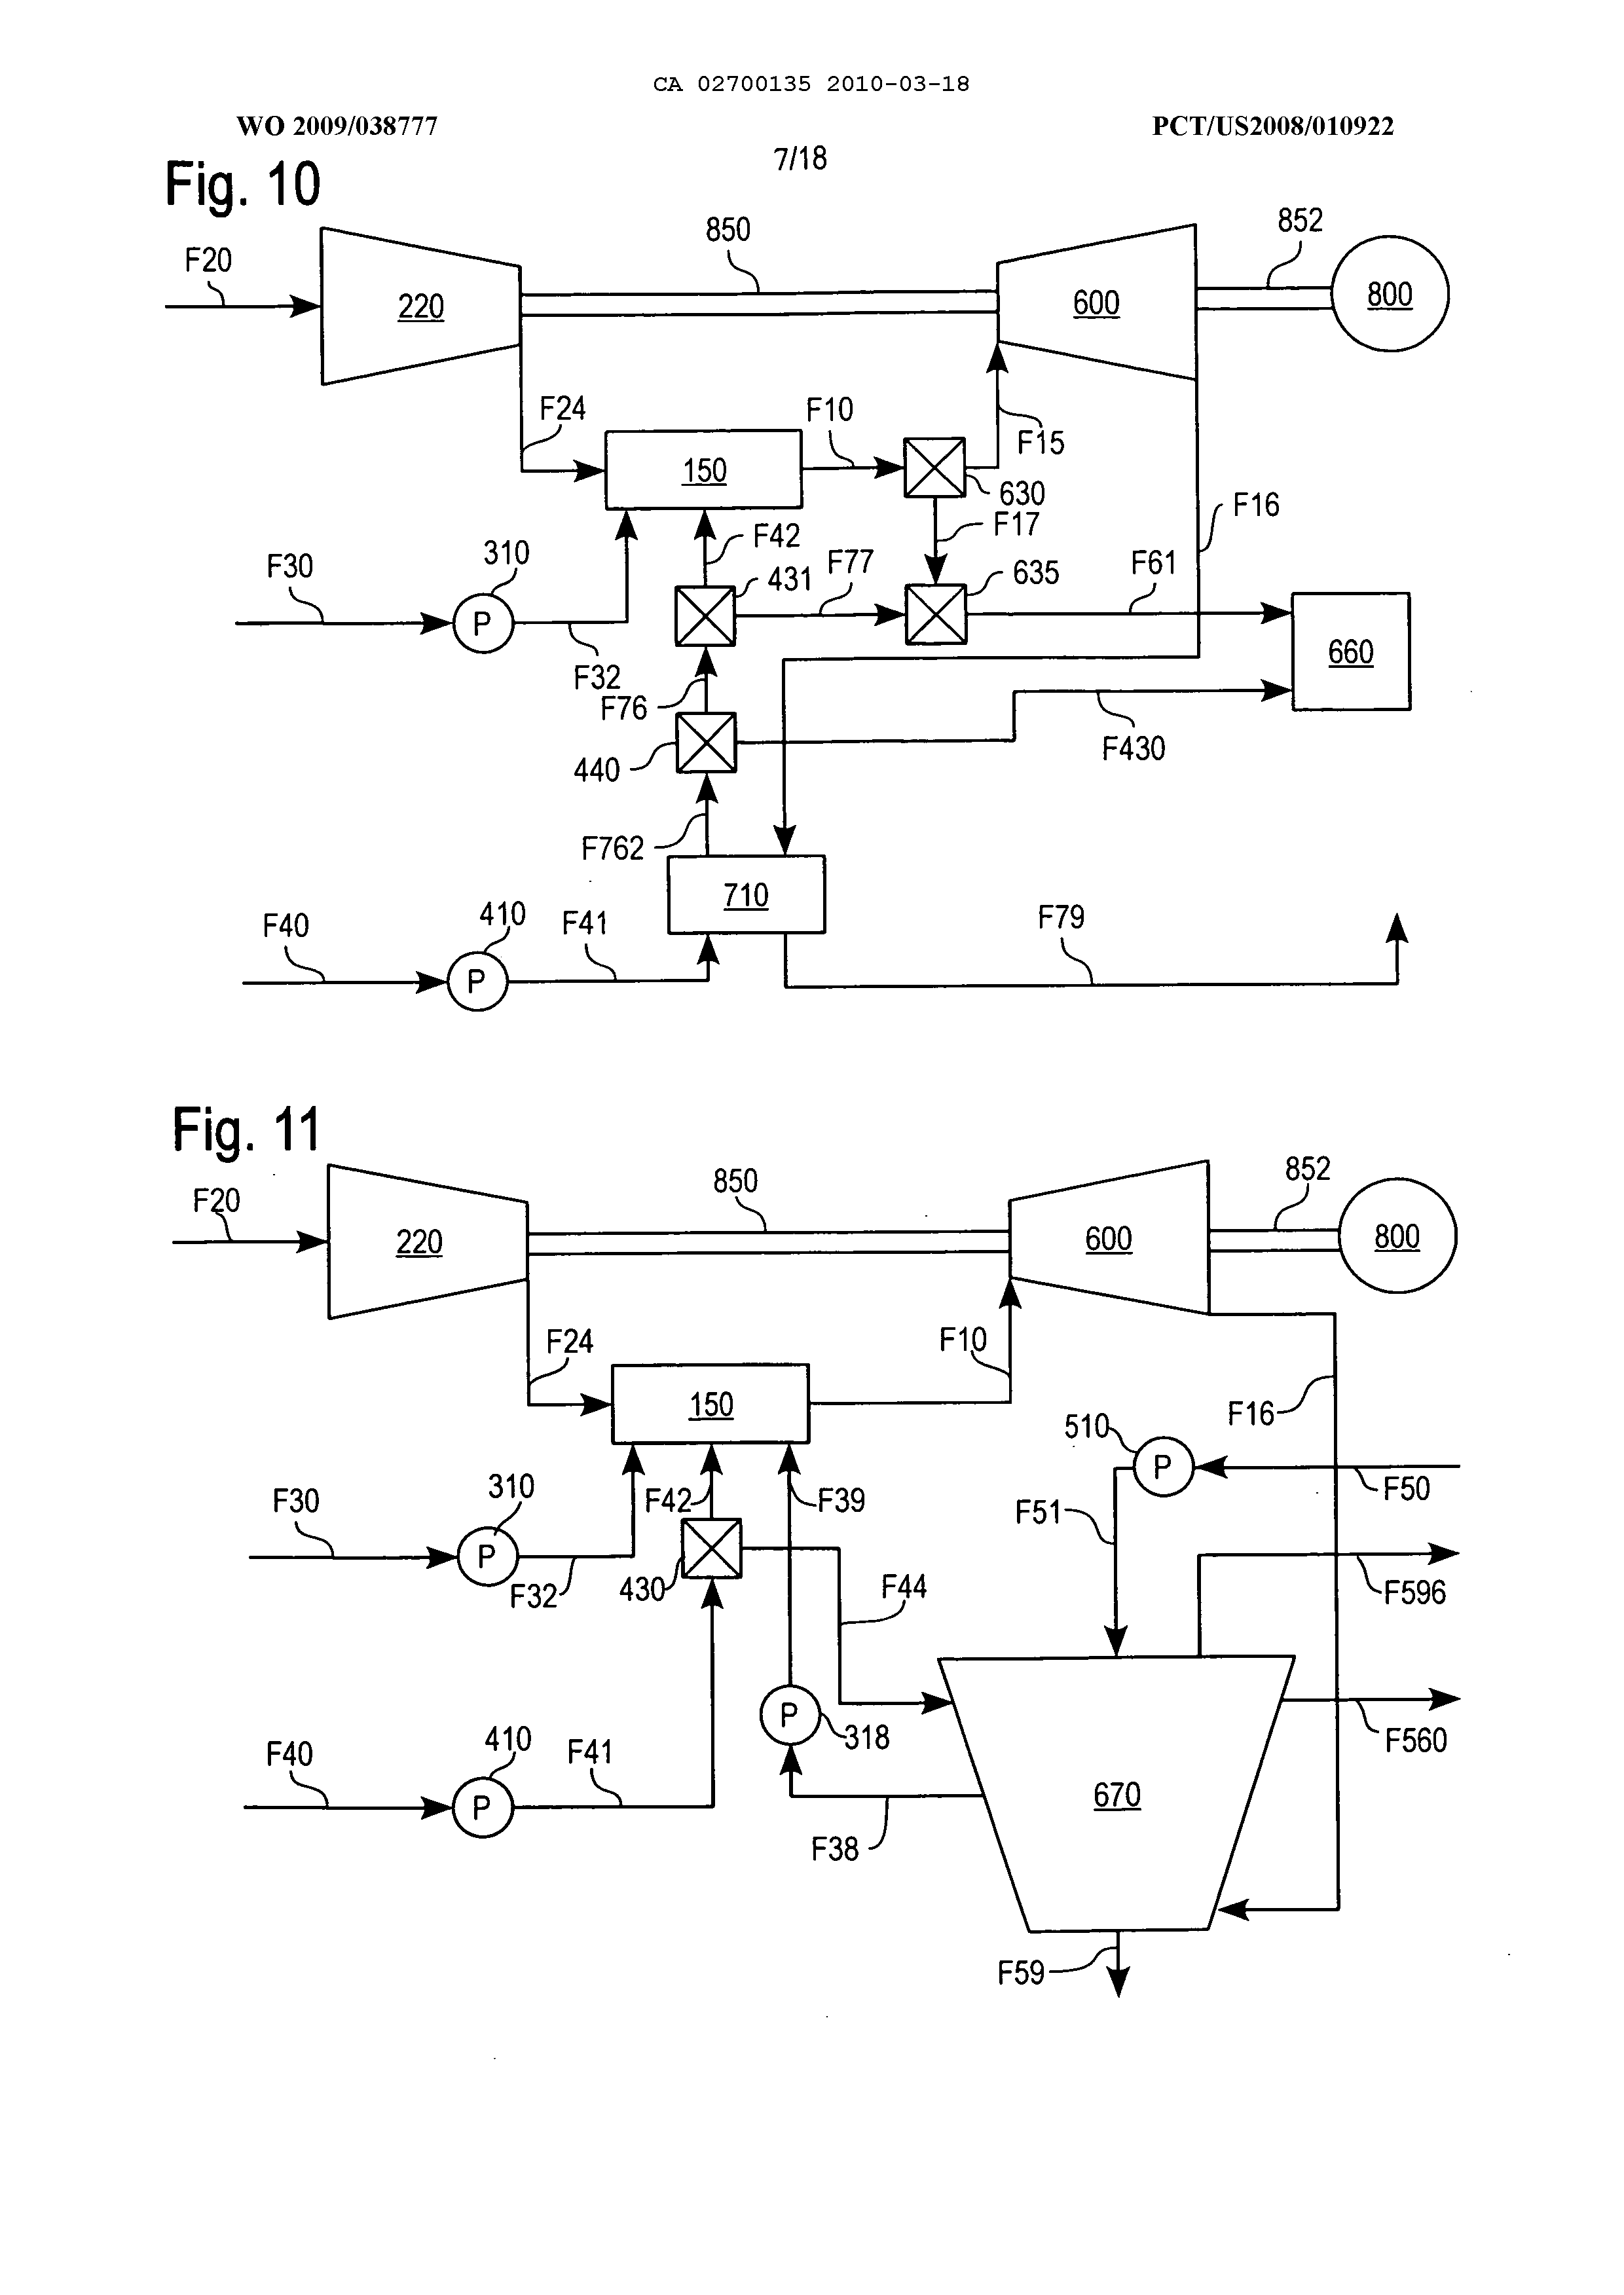 CA 02700135 2010-03-18
WO 2009/038777
PCT/US2008/010922
7/18
Fig. 10
852
850
F20
220
600
800
F24
F10
F15
150
630
F16
F17
F42
310
F30
P
431
F77
635
F61
F32
660
F76
440
F430
F762
710
F40
410
F41
F79
P
Fig. 11
852
850
F20
220
600
800
F24
F10
150
F16
510
P
F50
F42
F39
310
F30
F51
P
F32
430
F44
F596
P
318
F560
F40
410
F41
P
670
F38
F59